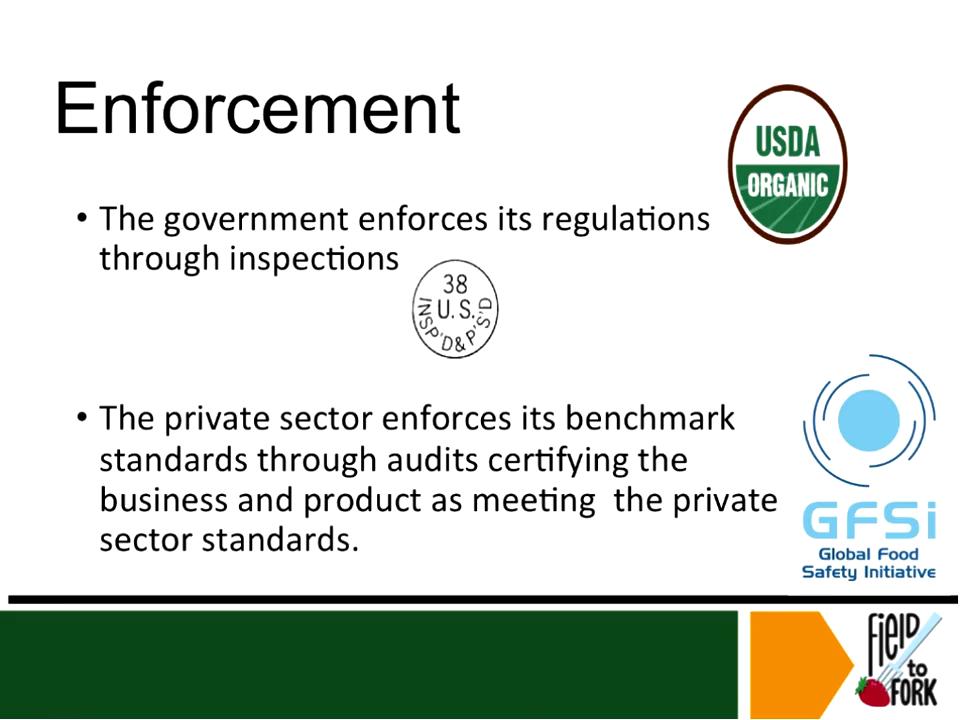 Enforcement
USDA
ORGANIC
• The government enforces its regulations
through inspections
38
U.S.
INSP'D & P'S'D
• The private sector enforces its benchmark
standards through audits certifying the
business and product as meeting  the private
sector standards.
GFSi
Global Food
Safety Initiative
FiELD
to
FORK